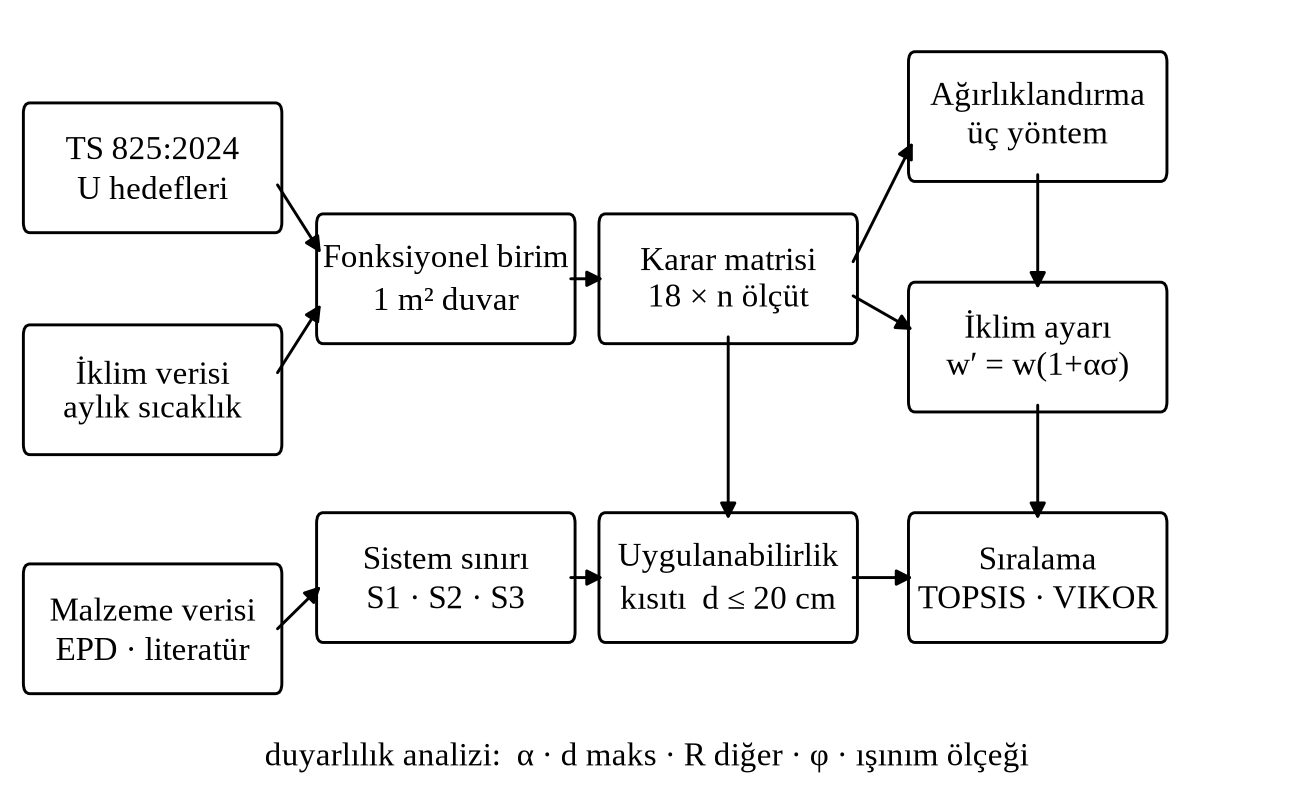 TS 825:2024
U hedefleri
İklim verisi
aylık sıcaklık
Malzeme verisi
EPD · literatür
Fonksiyonel birim
1 m² duvar
Sistem sınırı
S1 · S2 · S3
Karar matrisi
18 × n ölçüt
Uygulanabilirlik
kısıtı  d ≤ 20 cm
Ağırlıklandırma
üç yöntem
İklim ayarı
w′ = w(1+ασ)
Sıralama
TOPSIS · VIKOR
duyarlılık analizi:  α · d maks · R diğer · φ · ışınım ölçeği